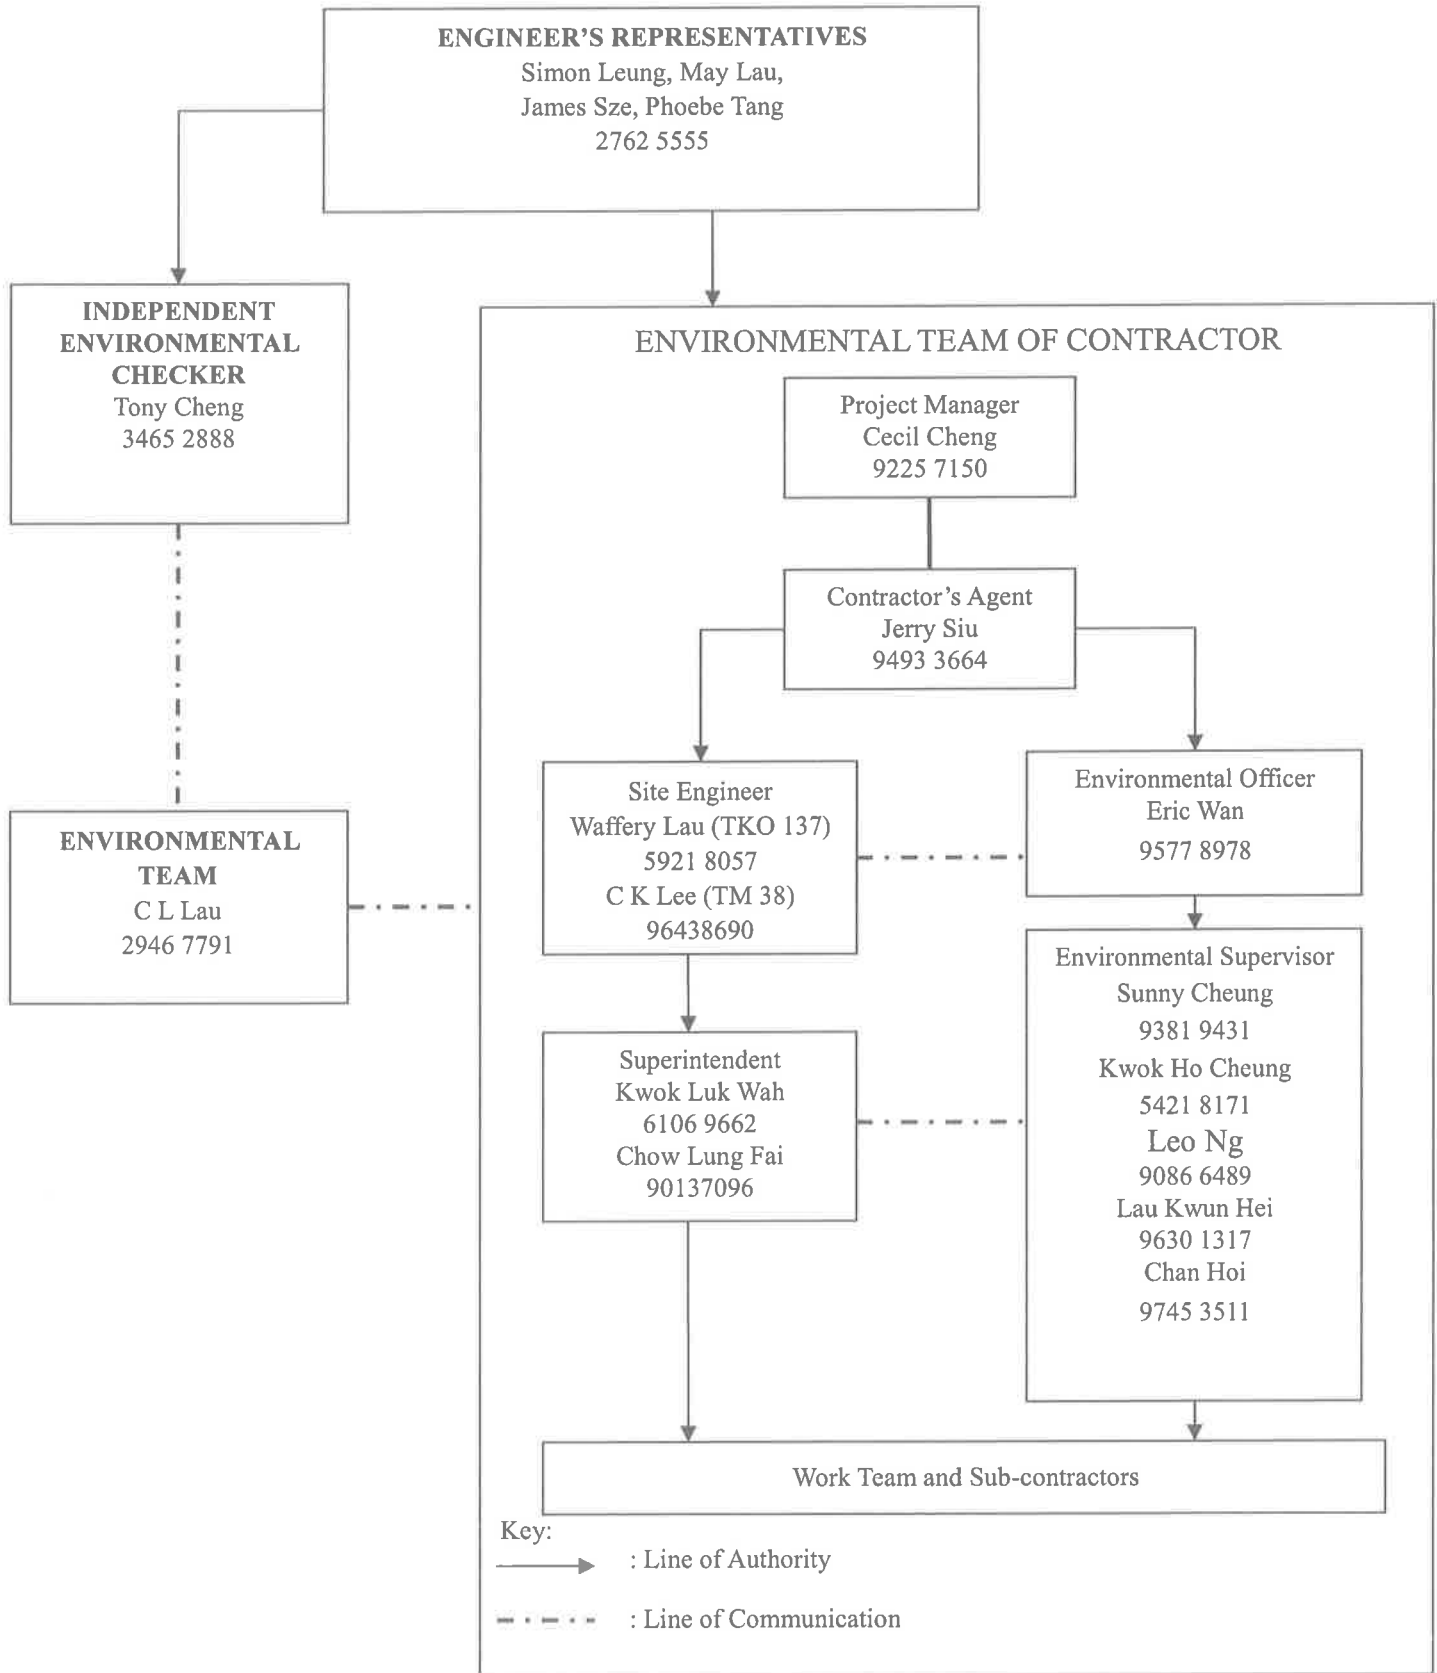 ENGINEER'S REPRESENTATIVES
Simon Leung, May Lau,
James Sze, Phoebe Tang
2762 5555
INDEPENDENT
ENVIRONMENTAL
CHECKER
Tony Cheng
3465 2888
ENVIRONMENTAL
TEAM
C L Lau
2946 7791
ENVIRONMENTAL TEAM OF CONTRACTOR
Project Manager
Cecil Cheng
9225 7150
Contractor's Agent
Jerry Siu
9493 3664
Site Engineer
Waffery Lau (TKO 137)
5921 8057
C K Lee (TM 38)
96438690
Environmental Officer
Eric Wan
9577 8978
Superintendent
Kwok Luk Wah
6106 9662
Chow Lung Fai
90137096
Environmental Supervisor
Sunny Cheung
9381 9431
Kwok Ho Cheung
5421 8171
Leo Ng
9086 6489
Lau Kwun Hei
9630 1317
Chan Hoi
9745 3511
Work Team and Sub-contractors
Key:
: Line of Authority
: Line of Communication